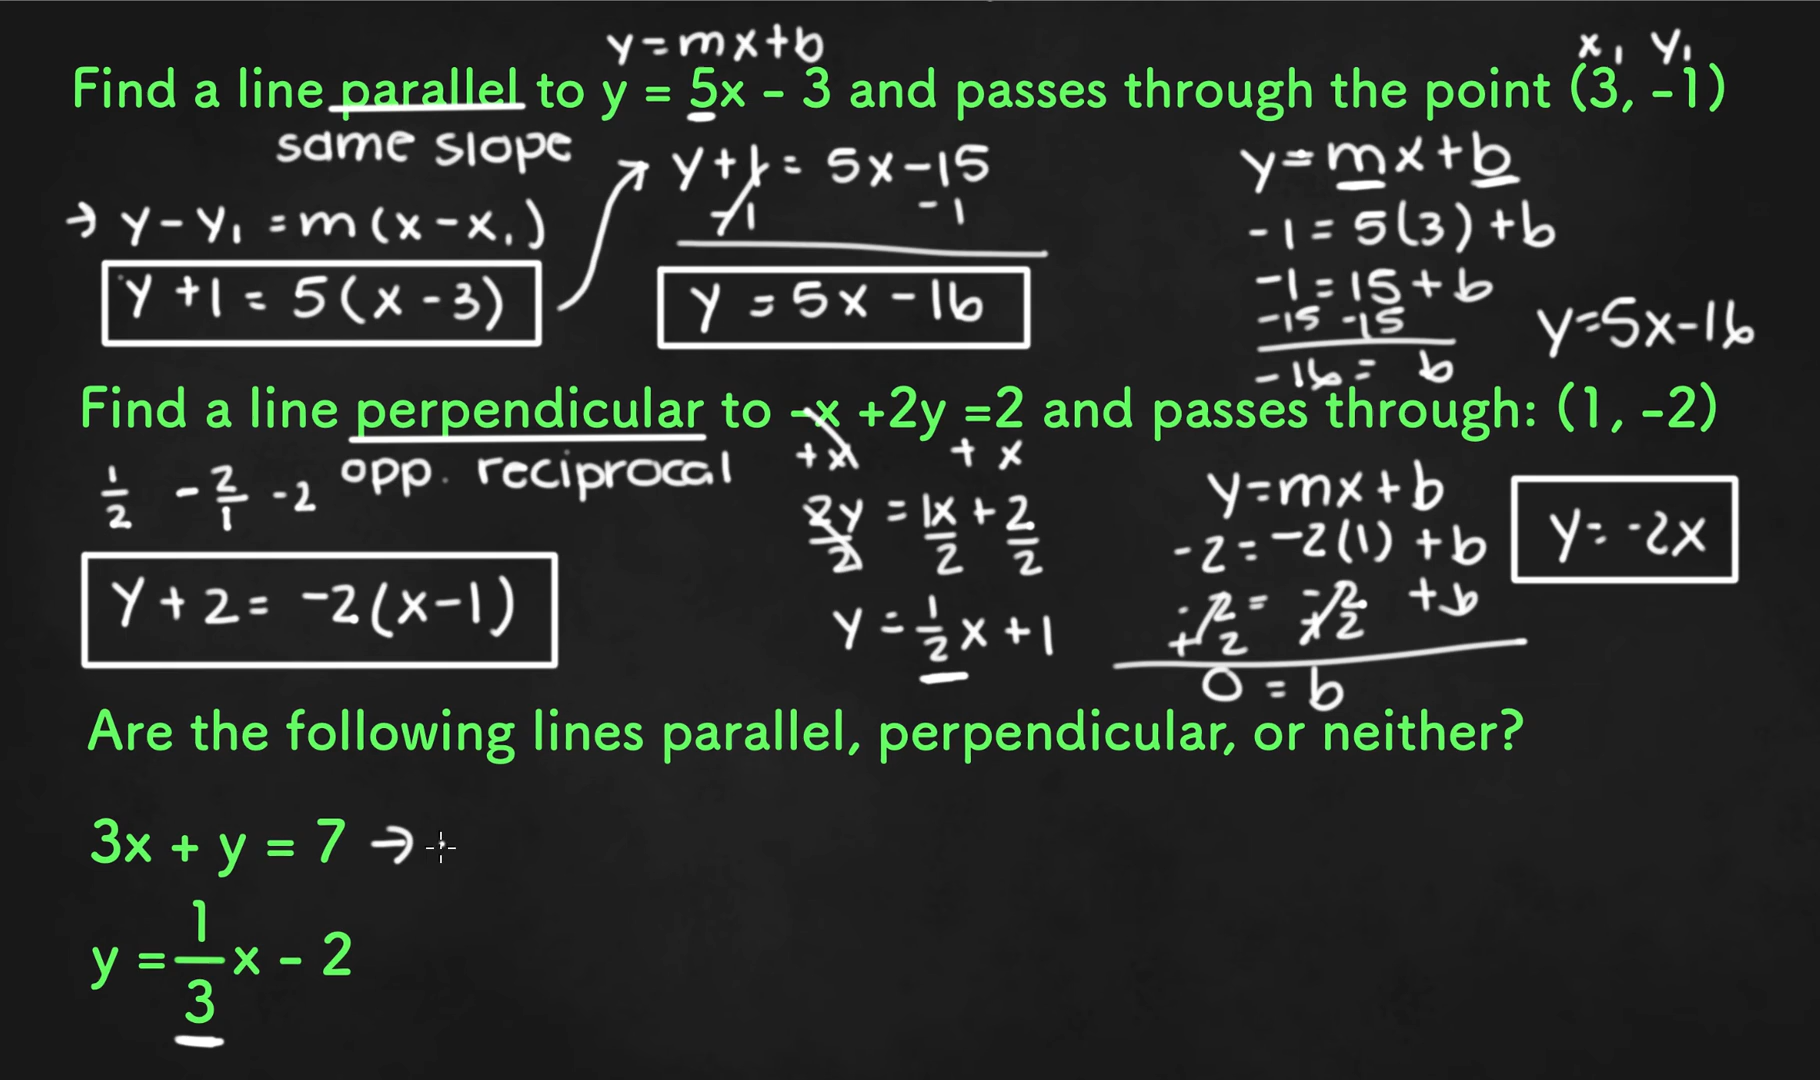 y=mx+b
x₁ y₁
Find a line parallel to y = 5x - 3 and passes through the point (3, -1)
same slope
→ y-y₁ = m(x-x₁)
y+1 = 5(x-3)
y+1 = 5x-15
-1 -1
y = 5x-16
y=mx+b
-1 = 5(3)+b
-1 = 15+b
-15 -15
-16 = b
y=5x-16
Find a line perpendicular to -x +2y =2 and passes through: (1, -2)
opp. reciprocal
1/2 -2/1 -2
y+2 = -2(x-1)
+x +x
2y/2 = 1x/2 + 2/2
y = 1/2x+1
y=mx+b
-2 = -2(1)+b
-2 = -2 +b
+2 +2
0 = b
y= -2x
Are the following lines parallel, perpendicular, or neither?
3x + y = 7 →
y = 1/3x - 2